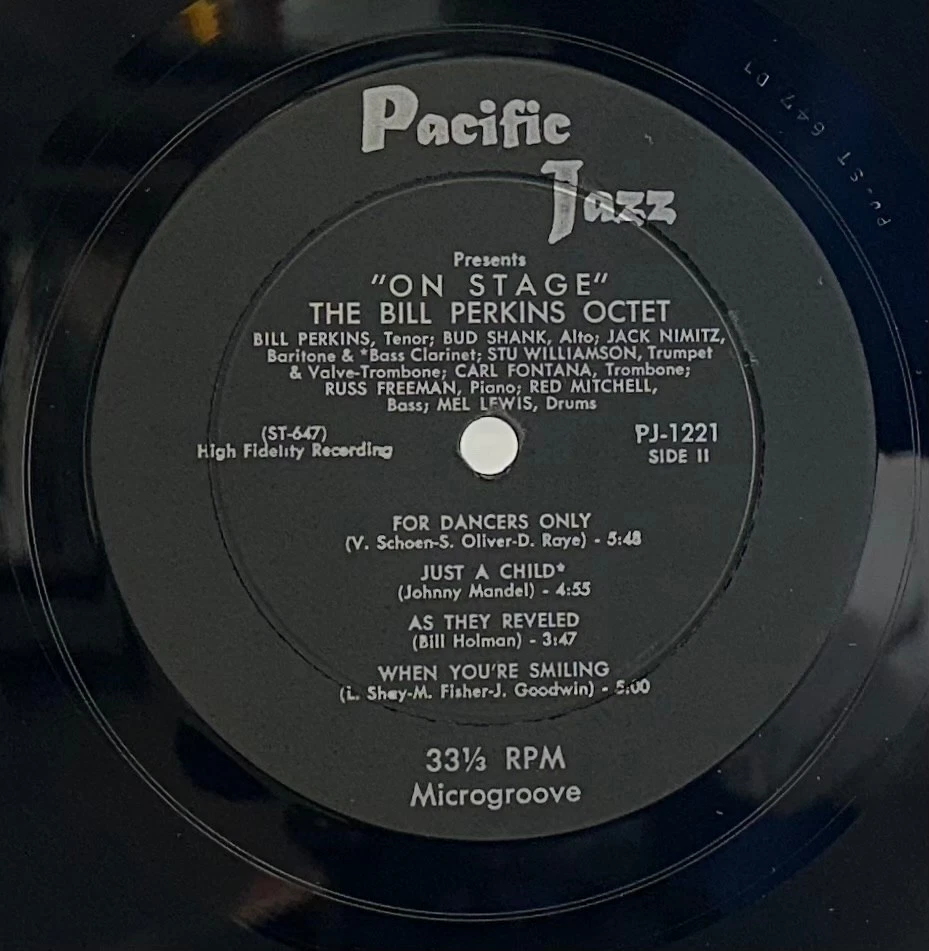 Pacific
Jazz
Presents
"ON STAGE"
THE BILL PERKINS OCTET
BILL PERKINS, Tenor; BUD SHANK, Alto; JACK NIMITZ,
Baritone & *Bass Clarinet; STU WILLIAMSON, Trumpet
& Valve-Trombone; CARL FONTANA, Trombone;
RUSS FREEMAN, Piano; RED MITCHELL,
Bass; MEL LEWIS, Drums
(ST-647)
High Fidelity Recording
PJ-1221
SIDE II
FOR DANCERS ONLY
(V. Schoen-S. Oliver-D. Raye) - 5:48
JUST A CHILD*
(Johnny Mandel) - 4:55
AS THEY REVELED
(Bill Holman) - 3:47
WHEN YOU'RE SMILING
(L. Shay-M. Fisher-J. Goodwin) - 5:00
33⅓ RPM
Microgroove
PJ-ST 647 D1